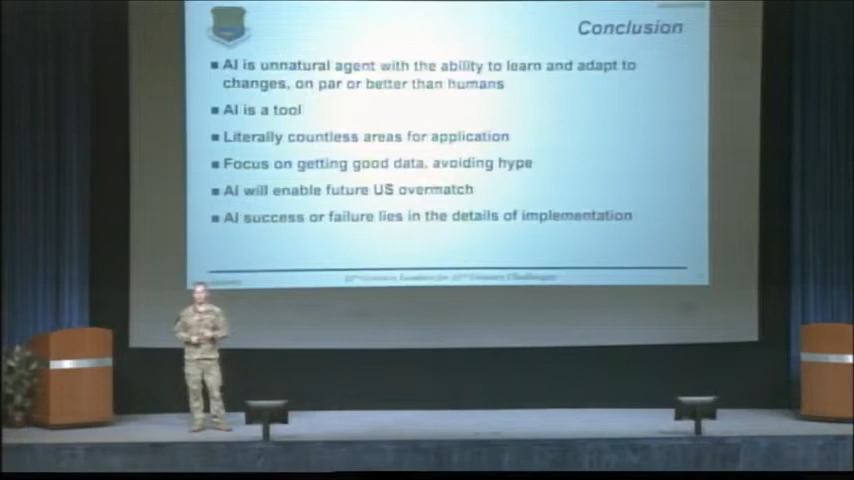 Conclusion
AI is unnatural agent with the ability to learn and adapt to
changes, on par or better than humans
AI is a tool
Literally countless areas for application
Focus on getting good data, avoiding hype
AI will enable future US overmatch
AI success or failure lies in the details of implementation
Century Leaders for 21st Century Challenges